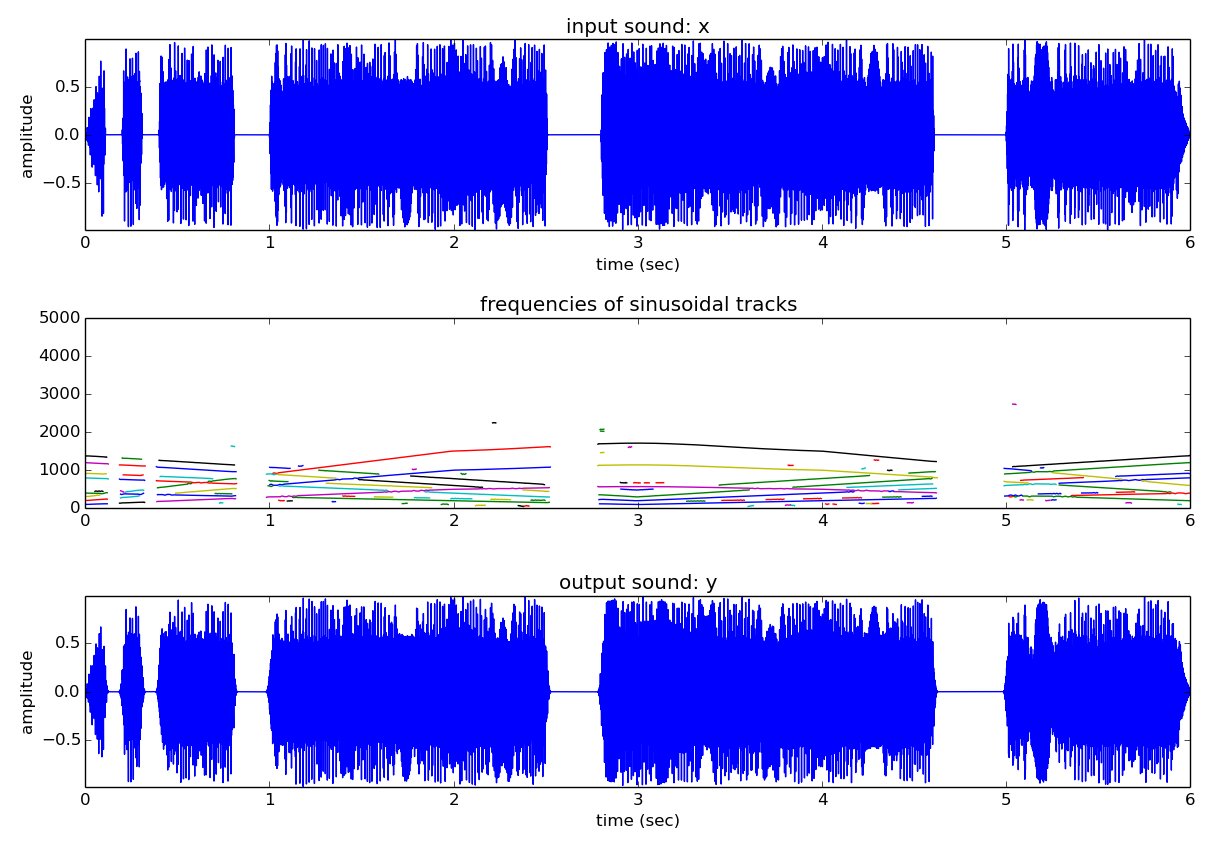 input sound: x
amplitude
0.5
0.0
−0.5
0 1 2 3 4 5 6
time (sec)
frequencies of sinusoidal tracks
5000
4000
3000
2000
1000
0
0 1 2 3 4 5 6
output sound: y
amplitude
0.5
0.0
−0.5
0 1 2 3 4 5 6
time (sec)